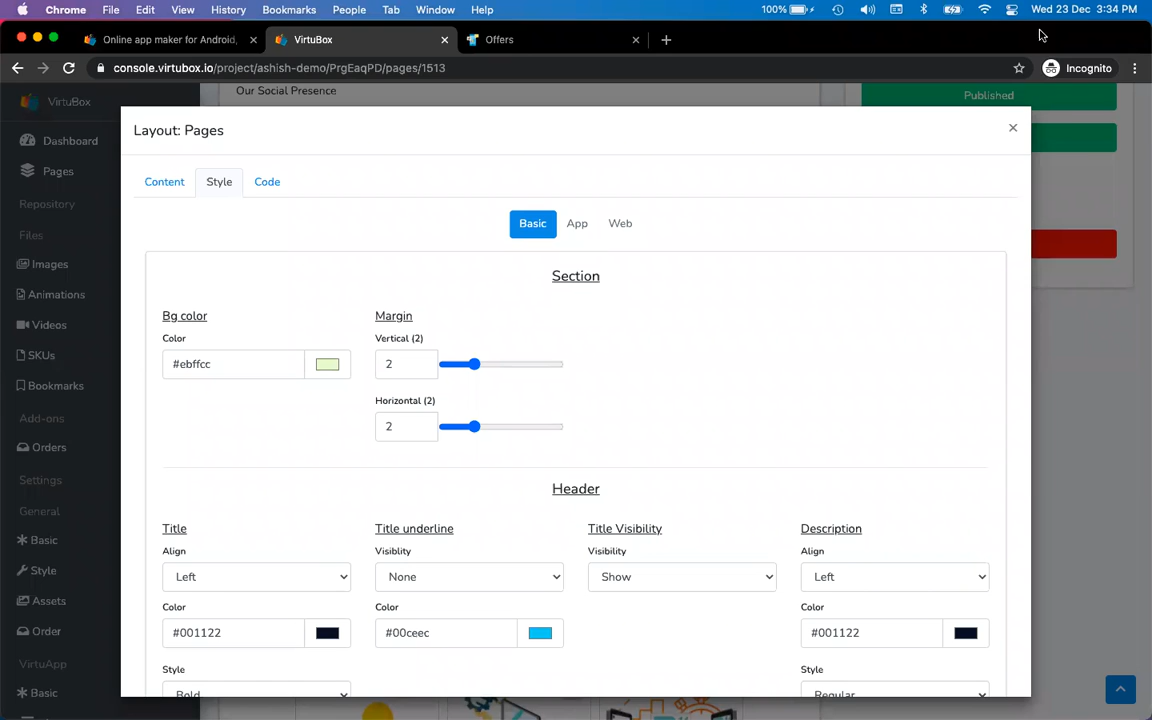 Chrome File Edit View History Bookmarks People Tab Window Help 100% Wed 23 Dec 3:34 PM
Online app maker for Android, VirtuBox Offers
console.virtubox.io/project/ashish-demo/PrgEaqPD/pages/1513 Incognito
VirtuBox
Dashboard
Pages
Repository
Files
Images
Animations
Videos
SKUs
Bookmarks
Add-ons
Orders
Settings
General
Basic
Style
Assets
Order
VirtuApp
Basic
Our Social Presence
Published
Layout: Pages
Content Style Code
Basic App Web
Section
Bg color Margin
Color Vertical (2)
#ebffcc 2
Horizontal (2)
2
Header
Title Title underline Title Visibility Description
Align Visiblity Visibility Align
Left None Show Left
Color Color Color
#001122 #00ceec #001122
Style Style
Bold Regular